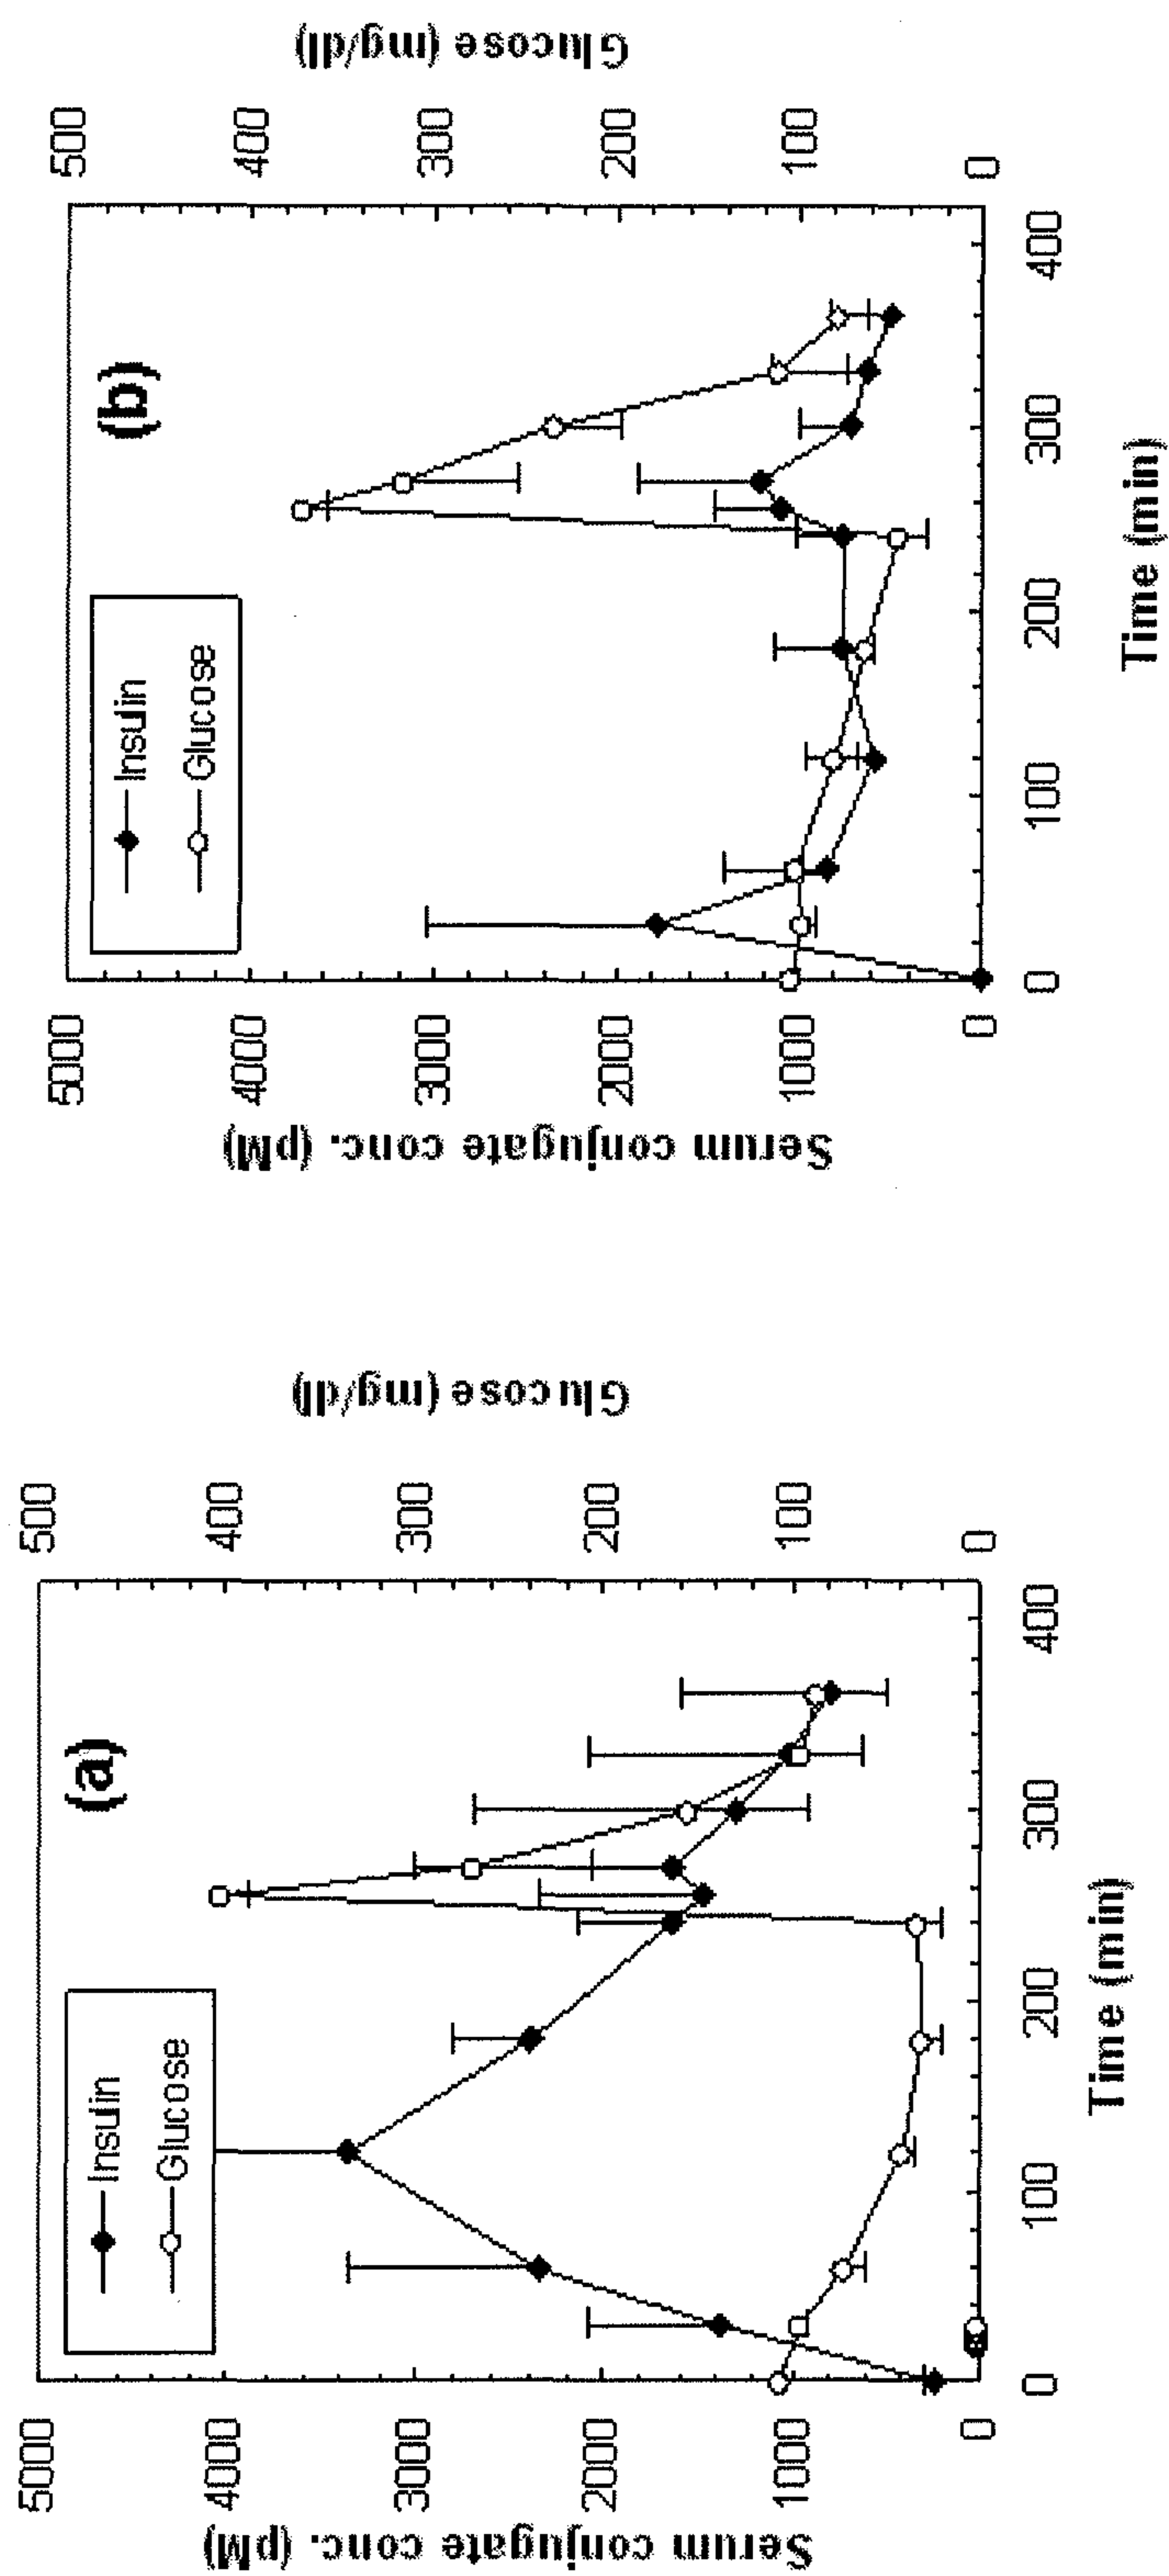 (a)
Insulin
Glucose
Serum conjugate conc. (pM)
5000
4000
3000
2000
1000
0
Glucose (mg/dl)
500
400
300
200
100
0
0
100
200
300
400
Time (min)
(b)
Insulin
Glucose
Serum conjugate conc. (pM)
5000
4000
3000
2000
1000
0
Glucose (mg/dl)
500
400
300
200
100
0
0
100
200
300
400
Time (min)